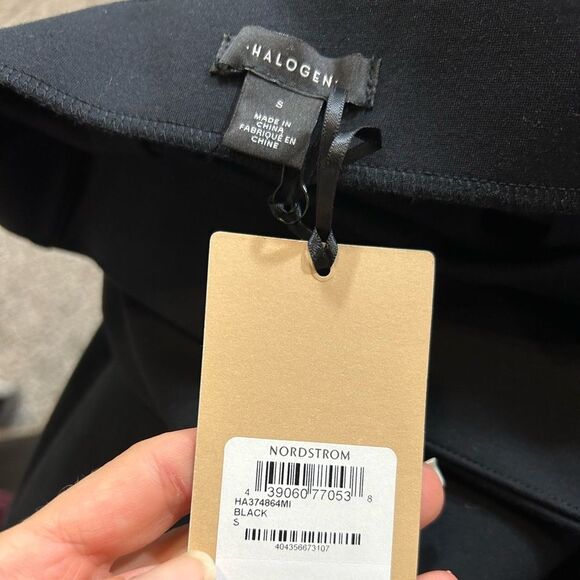 ·HALOGEN·
S
MADE IN
CHINA
FABRIQUÉ EN
CHINE
NORDSTROM
4 39060 77053 8
HA374864MI
BLACK
S
404356673107